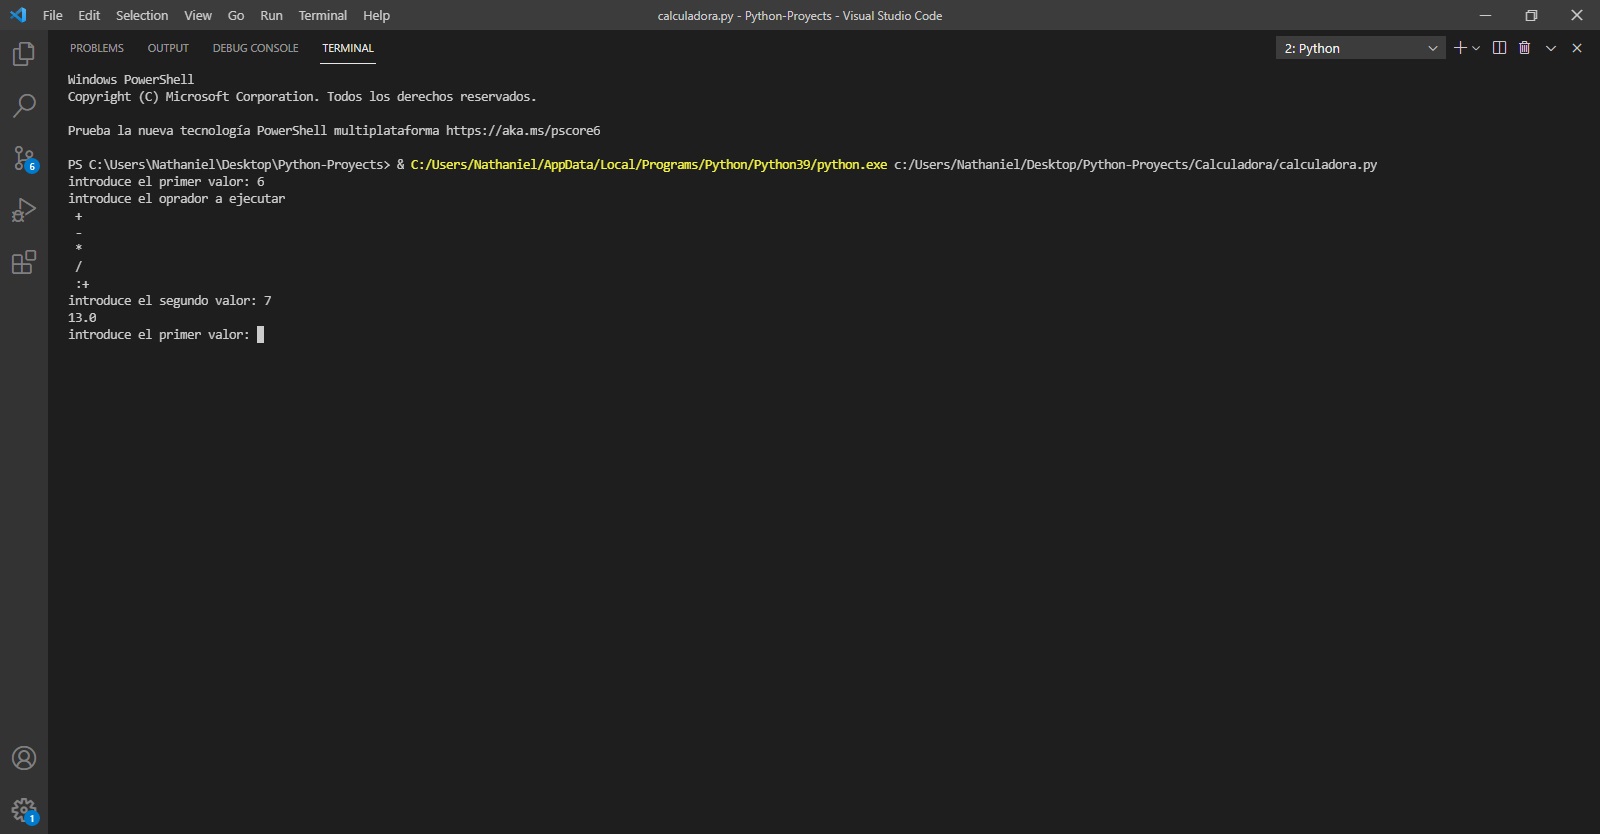 File Edit Selection View Go Run Terminal Help calculadora.py - Python-Proyects - Visual Studio Code
PROBLEMS OUTPUT DEBUG CONSOLE TERMINAL 2: Python
Windows PowerShell
Copyright (C) Microsoft Corporation. Todos los derechos reservados.
Prueba la nueva tecnología PowerShell multiplataforma https://aka.ms/pscore6
PS C:\Users\Nathaniel\Desktop\Python-Proyects> & C:/Users/Nathaniel/AppData/Local/Programs/Python/Python39/python.exe c:/Users/Nathaniel/Desktop/Python-Proyects/Calculadora/calculadora.py
introduce el primer valor: 6
introduce el oprador a ejecutar
+
-
*
/
:+
introduce el segundo valor: 7
13.0
introduce el primer valor:
6
1